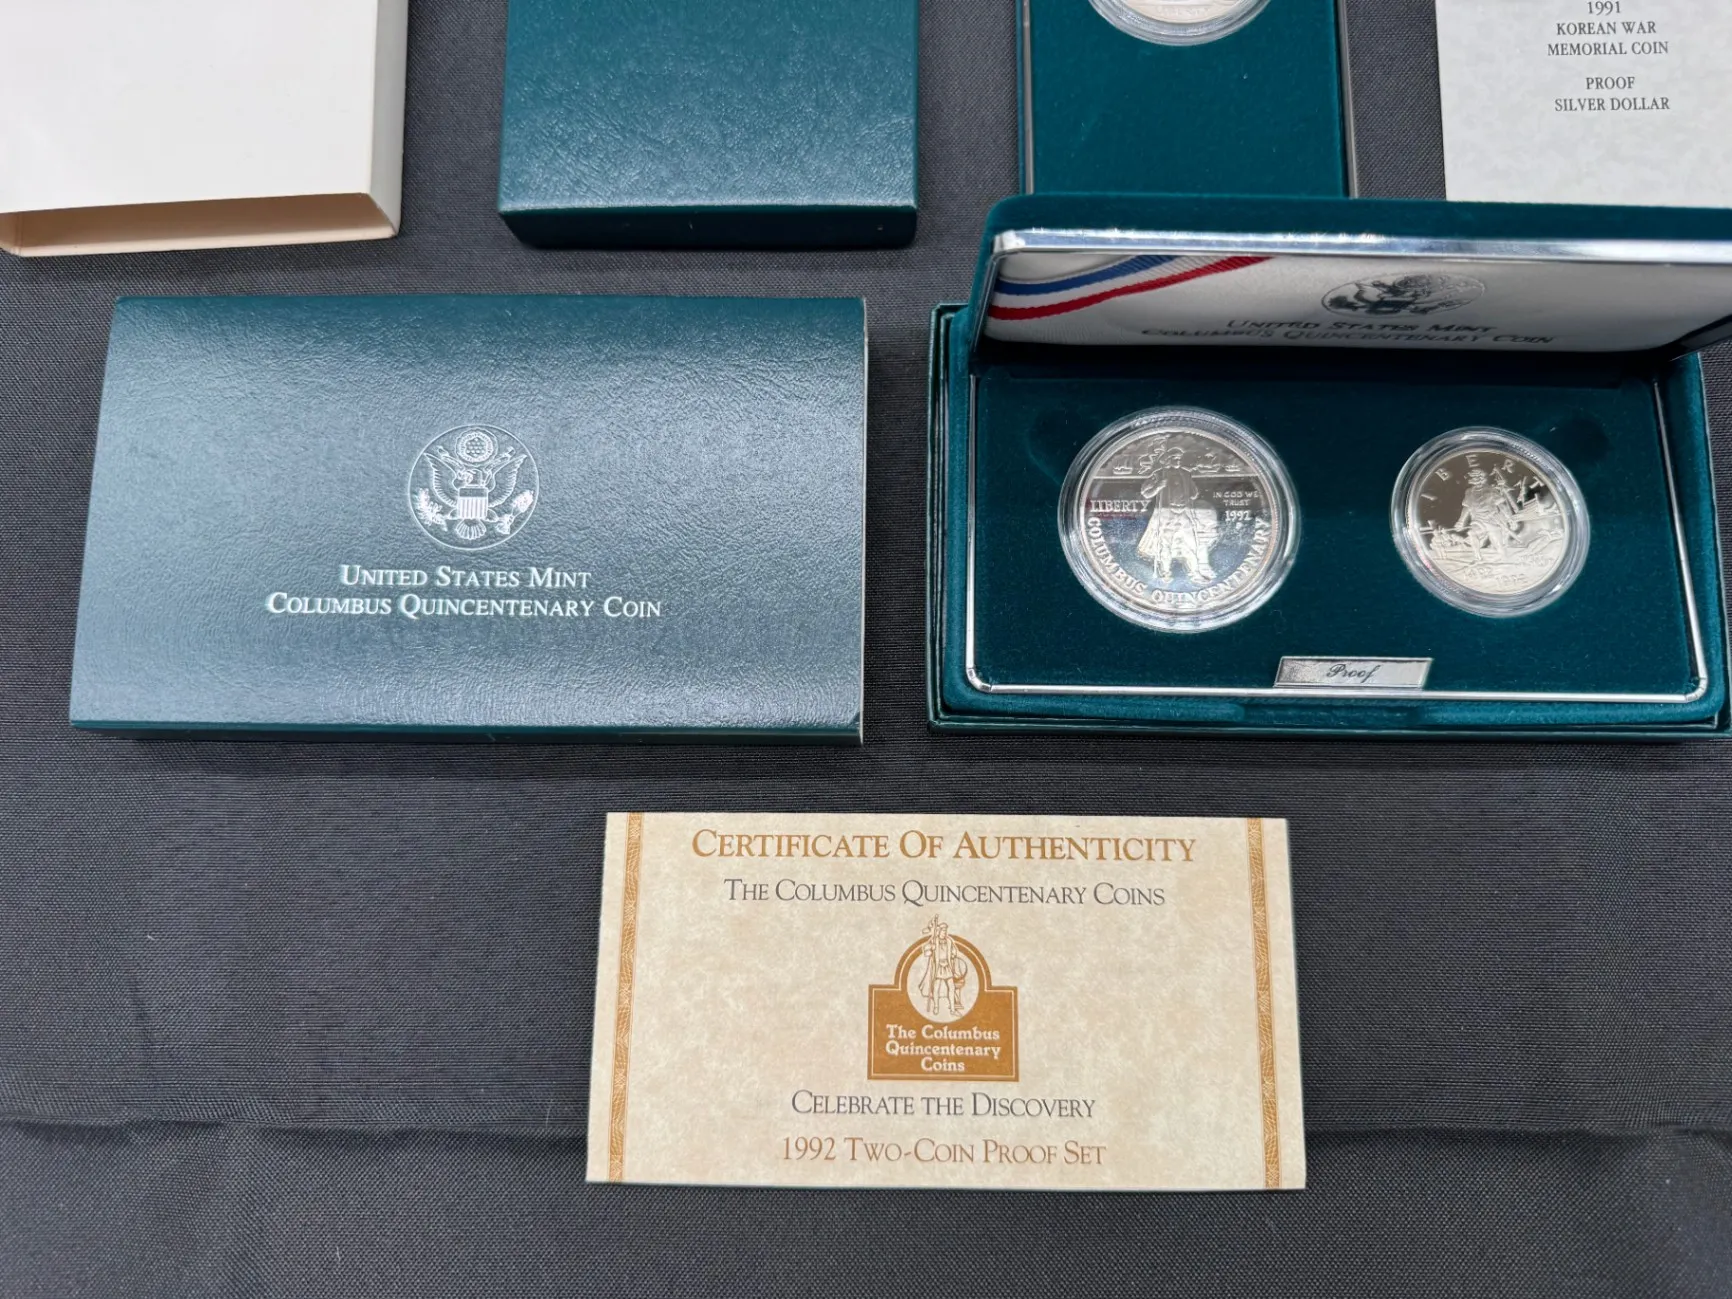 1991
KOREAN WAR
MEMORIAL COIN
PROOF
SILVER DOLLAR
UNITED STATES MINT
COLUMBUS QUINCENTENARY COIN
UNITED STATES MINT
COLUMBUS QUINCENTENARY COIN
LIBERTY
IN GOD WE
TRUST
1992
P
COLUMBUS QUINCENTENARY
LIBERTY
1492
1992
Proof
CERTIFICATE OF AUTHENTICITY
THE COLUMBUS QUINCENTENARY COINS
The Columbus
Quincentenary
Coins
CELEBRATE THE DISCOVERY
1992 TWO-COIN PROOF SET